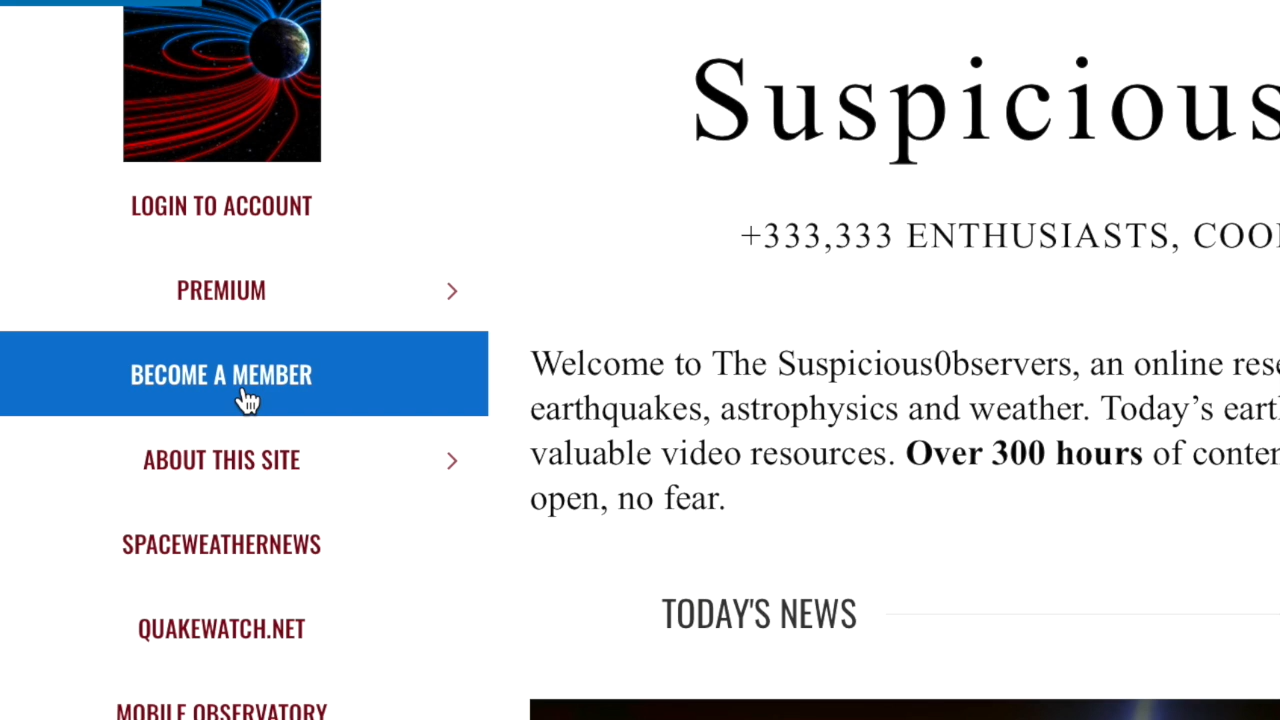 LOGIN TO ACCOUNT
PREMIUM
BECOME A MEMBER
ABOUT THIS SITE
SPACEWEATHERNEWS
QUAKEWATCH.NET
MOBILE OBSERVATORY
Suspicious
+333,333 ENTHUSIASTS,
Welcome to The Suspicious0bservers, an online
earthquakes, astrophysics and weather. Today’s
valuable video resources. Over 300 hours of
open, no fear.
TODAY'S NEWS